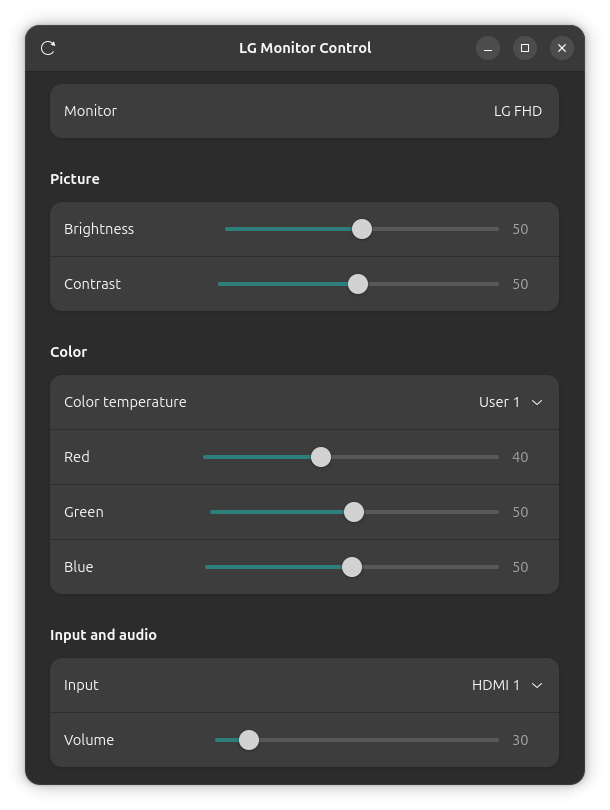 LG Monitor Control
Monitor LG FHD
Picture
Brightness 50
Contrast 50
Color
Color temperature User 1
Red 40
Green 50
Blue 50
Input and audio
Input HDMI 1
Volume 30